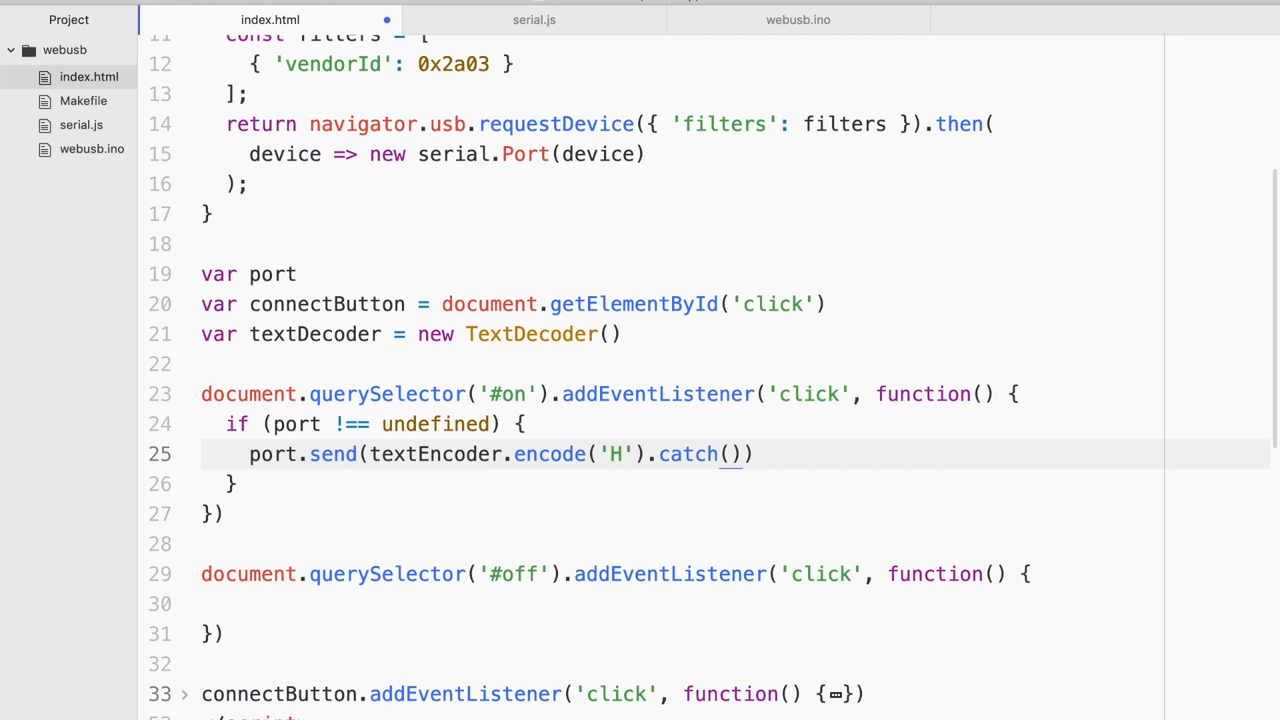 Project
index.html
serial.js
webusb.ino
webusb
index.html
Makefile
serial.js
webusb.ino
11 const filters = [
12 { 'vendorId': 0x2a03 }
13 ];
14 return navigator.usb.requestDevice({ 'filters': filters }).then(
15 device => new serial.Port(device)
16 );
17 }
18
19 var port
20 var connectButton = document.getElementById('click')
21 var textDecoder = new TextDecoder()
22
23 document.querySelector('#on').addEventListener('click', function() {
24 if (port !== undefined) {
25 port.send(textEncoder.encode('H').catch())
26 }
27 })
28
29 document.querySelector('#off').addEventListener('click', function() {
30
31 })
32
33 connectButton.addEventListener('click', function() {⋯})